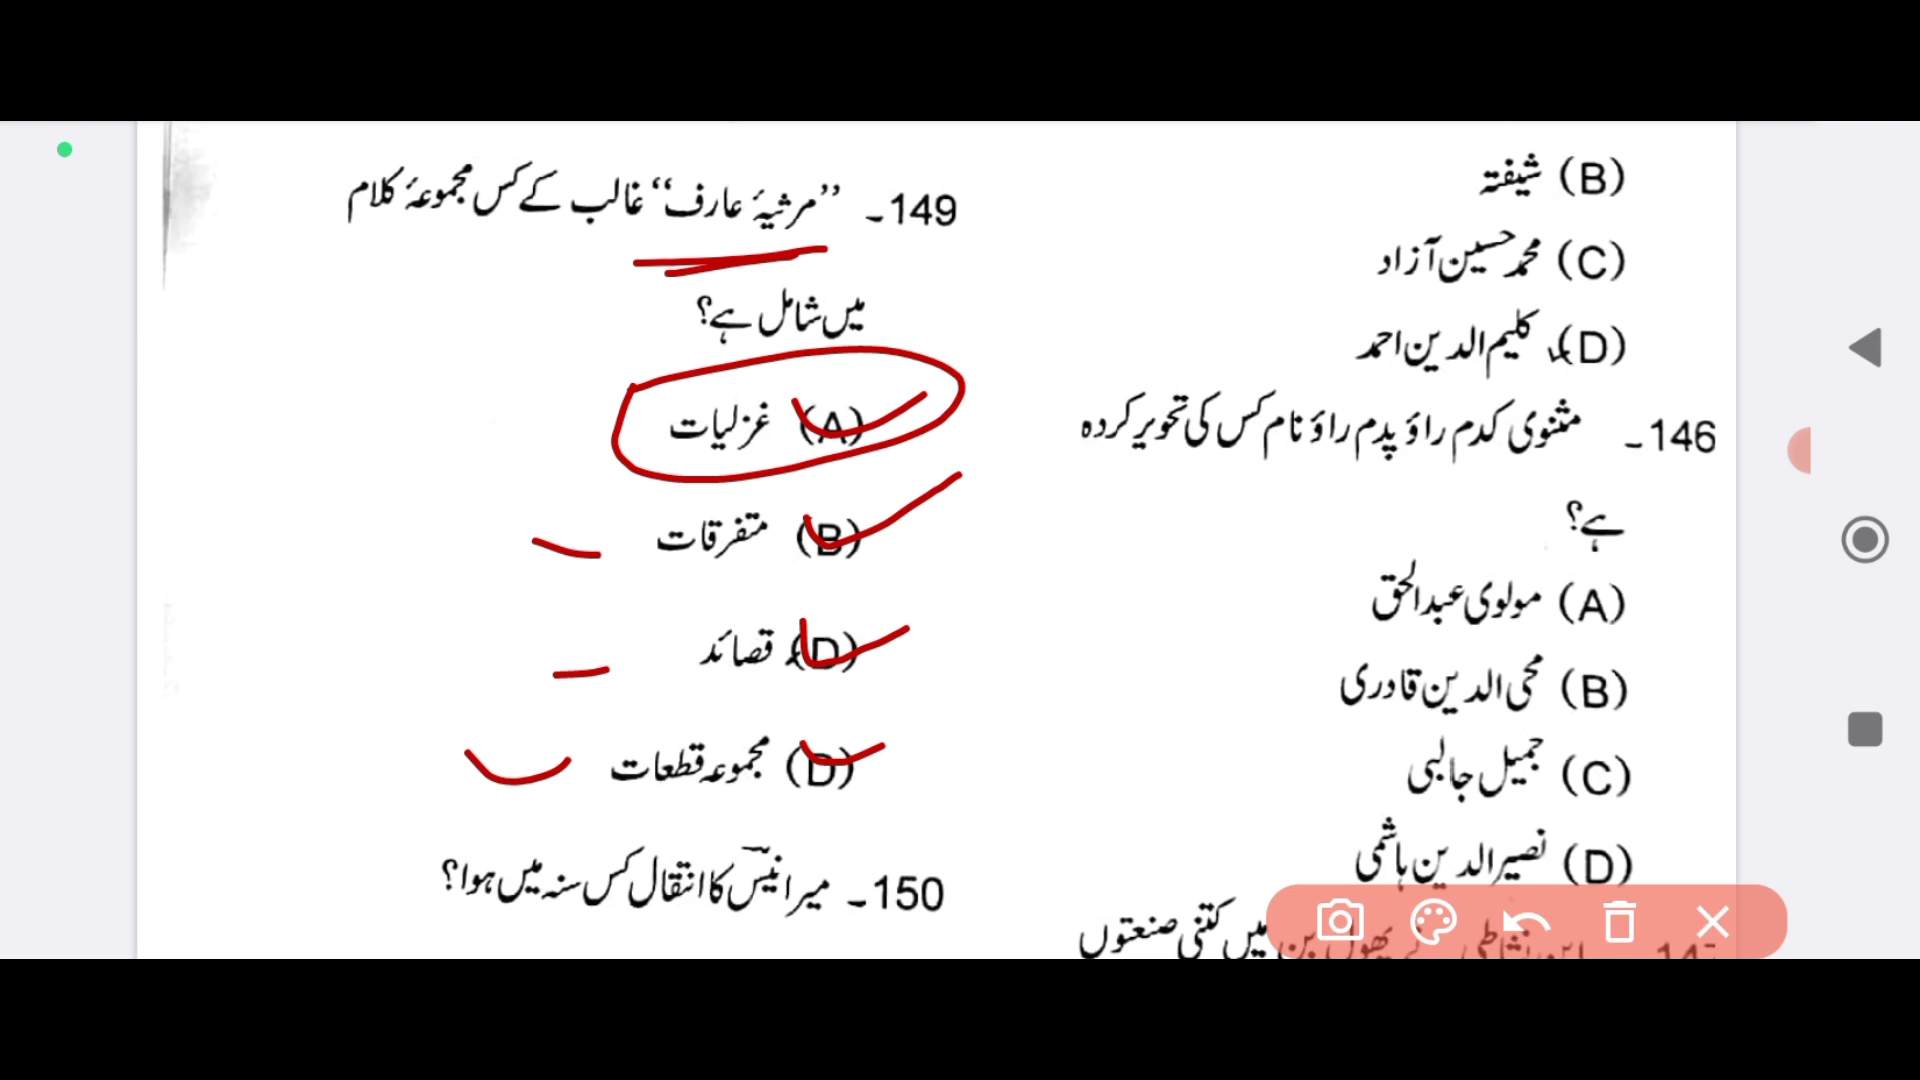 (B) شیفتہ
(C) محمد حسین آزاد
(D) کلیم الدین احمد
146۔ مثنوی کدم راؤ پدم راؤ نام کس کی تحویر کردہ
ہے؟
(A) مولوی عبدالحق
(B) محی الدین قادری
(C) جمیل جالبی
(D) نصیر الدین ہاشمی
میں کتنی صنعتوں
149۔ ’’مرثیۂ عارف‘‘ غالب کے کس مجموعۂ کلام
میں شامل ہے؟
(A) غزلیات
(B) متفرقات
(D) قصائد
(D) مجموعہ قطعات
150۔ میر انیسؔ کا انتقال کس سنہ میں ہوا؟